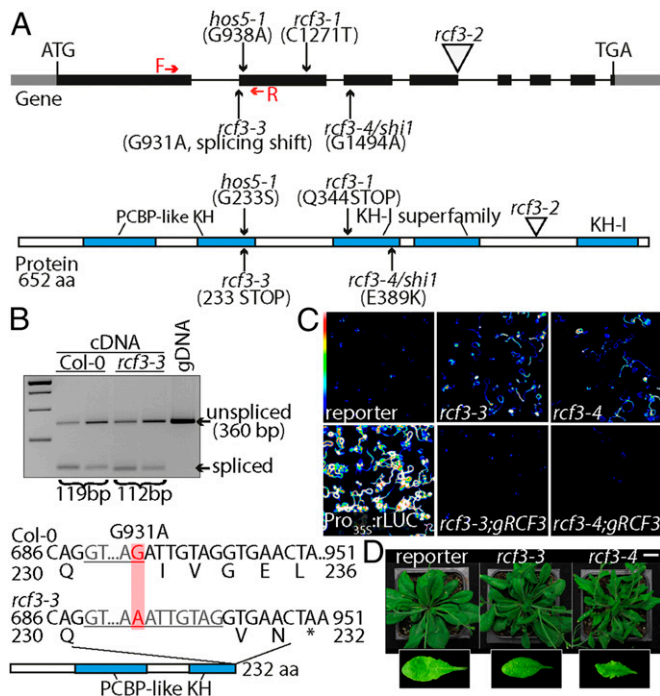 A
hos5-1
(G938A)
rcf3-1
(C1271T)
rcf3-2
ATG
TGA
F
R
Gene
rcf3-3
(G931A, splicing shift)
rcf3-4/shi1
(G1494A)
hos5-1
(G233S)
rcf3-1
(Q344STOP)
PCBP-like KH
KH-I superfamily
rcf3-2
KH-I
Protein
652 aa
rcf3-3
(233 STOP)
rcf3-4/shi1
(E389K)
B
cDNA
Col-0 rcf3-3
gDNA
unspliced
(360 bp)
spliced
119bp 112bp
G931A
Col-0
686 CAGGT...AGATTGTAGGTGAACTA..951
230 Q I V G E L 236
rcf3-3
686 CAGGT...AAATTGTAGGTGAACTAA 951
230 Q V N * 232
232 aa
PCBP-like KH
C
reporter
rcf3-3
rcf3-4
Pro35S:rLUC
rcf3-3;gRCF3
rcf3-4;gRCF3
D
reporter rcf3-3 rcf3-4